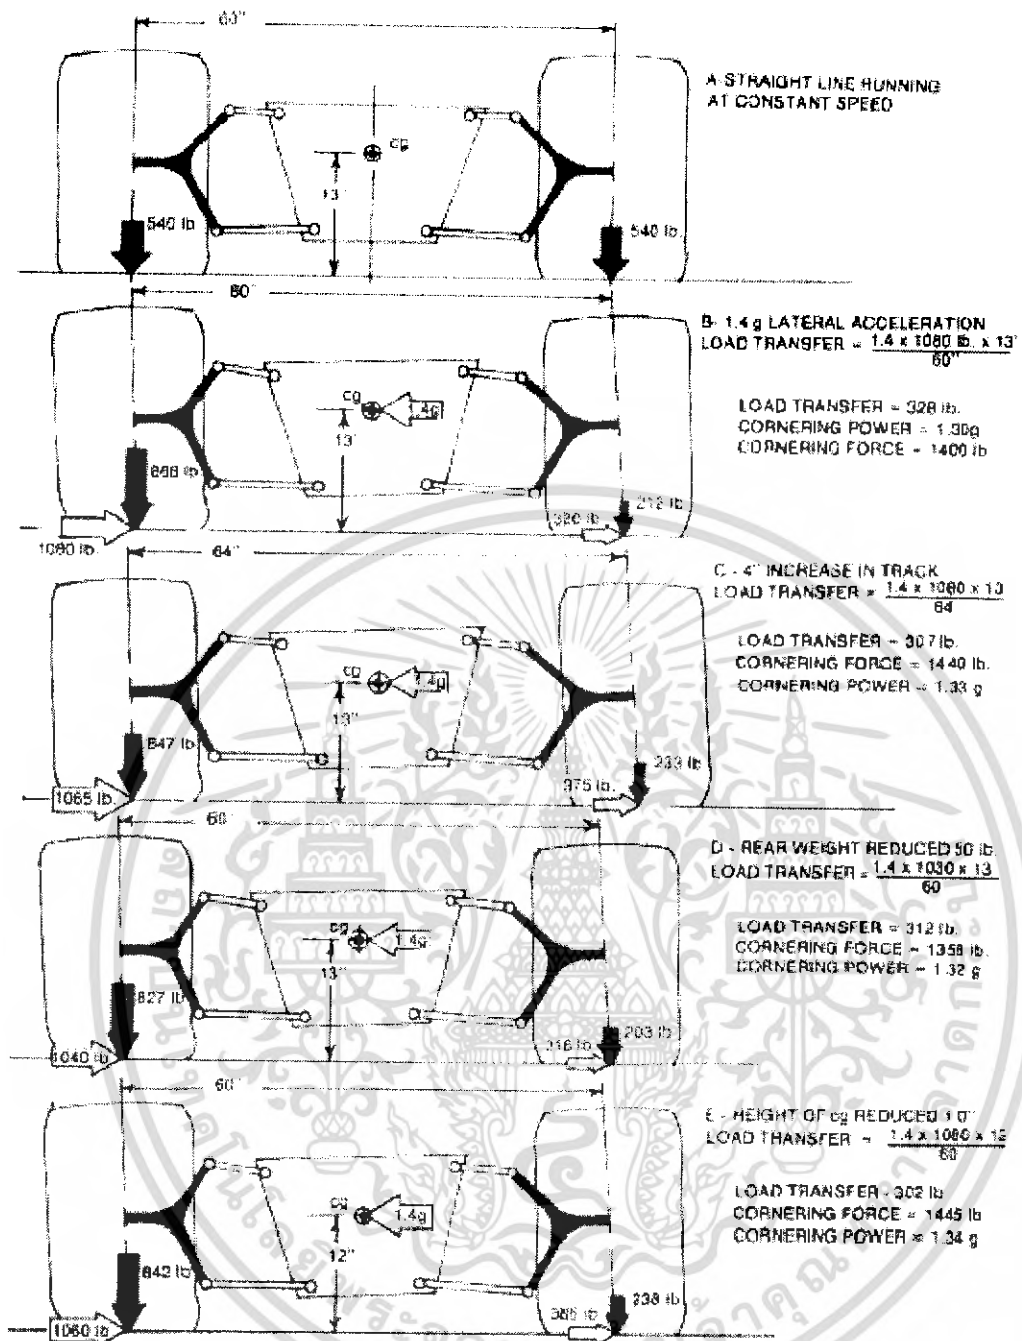 60"
A-STRAIGHT LINE RUNNING
AT CONSTANT SPEED
cg
13"
540 lb
540 lb.
60"
B- 1.4 g LATERAL ACCELERATION
LOAD TRANSFER = 1.4 x 1080 lb. x 13"
60"
cg
1.4g
13"
LOAD TRANSFER = 328 lb.
CORNERING POWER = 1.30g
CORNERING FORCE = 1400 lb
868 lb
212 lb
1080 lb.
320 lb.
64"
C - 4" INCREASE IN TRACK
LOAD TRANSFER = 1.4 x 1080 x 13
64
cg
1.4g
13"
LOAD TRANSFER = 307 lb.
CORNERING FORCE = 1440 lb.
CORNERING POWER = 1.33 g
847 lb
233 lb
1065 lb.
375 lb.
60"
D - REAR WEIGHT REDUCED 50 lb.
LOAD TRANSFER = 1.4 x 1030 x 13
60
cg
1.4g
13"
LOAD TRANSFER = 312 lb.
CORNERING FORCE = 1358 lb.
CORNERING POWER = 1.32 g
827 lb
203 lb
1040 lb
316 lb
60"
E - HEIGHT OF cg REDUCED 1.0"
LOAD TRANSFER = 1.4 x 1080 x 12
60
cg
1.4g
12"
LOAD TRANSFER - 302 lb
CORNERING FORCE = 1445 lb
CORNERING POWER = 1.34 g
842 lb
238 lb
1060 lb
385 lb